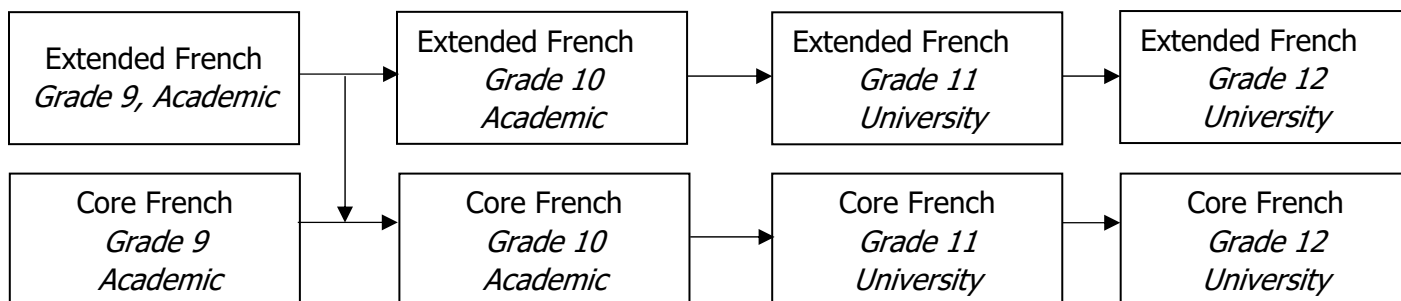 Extended French
Grade 9, Academic
Extended French
Grade 10
Academic
Extended French
Grade 11
University
Extended French
Grade 12
University
Core French
Grade 9
Academic
Core French
Grade 10
Academic
Core French
Grade 11
University
Core French
Grade 12
University